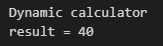 Dynamic calculator
result = 40